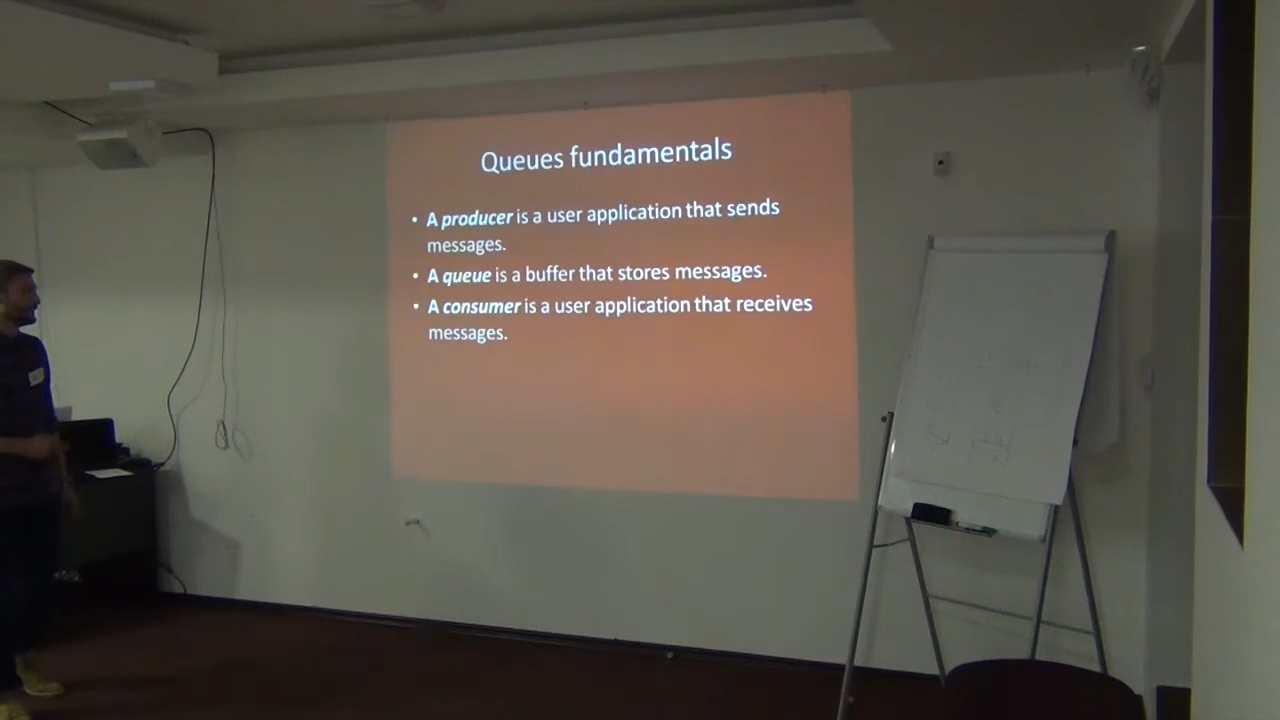 Queues fundamentals
• A producer is a user application that sends
messages.
• A queue is a buffer that stores messages.
• A consumer is a user application that receives
messages.